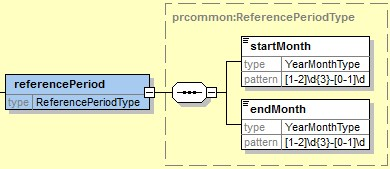 prcommon:ReferencePeriodType
startMonth
type YearMonthType
pattern [1-2]\d{3}-[0-1]\d
referencePeriod
type ReferencePeriodType
endMonth
type YearMonthType
pattern [1-2]\d{3}-[0-1]\d